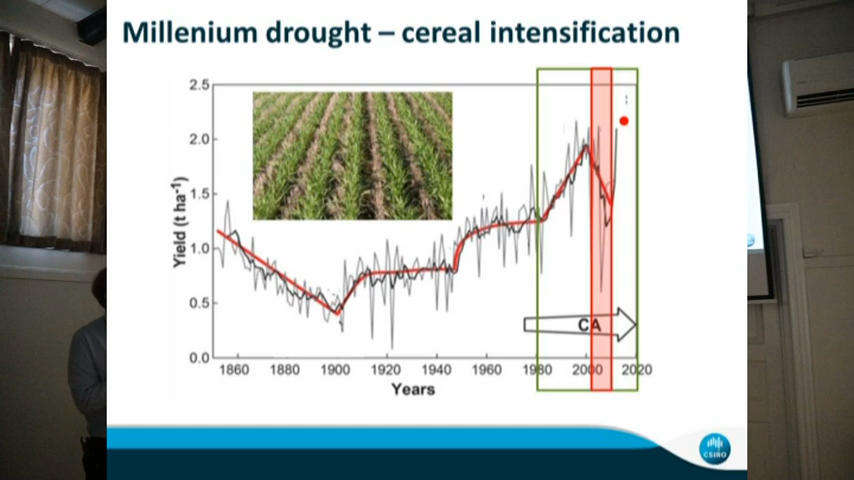 Millenium drought – cereal intensification
2.5
2.0
1.5
1.0
0.5
0.0
Yield (t ha⁻¹)
CA
1860 1880 1900 1920 1940 1960 1980 2000 2020
Years
CSIRO